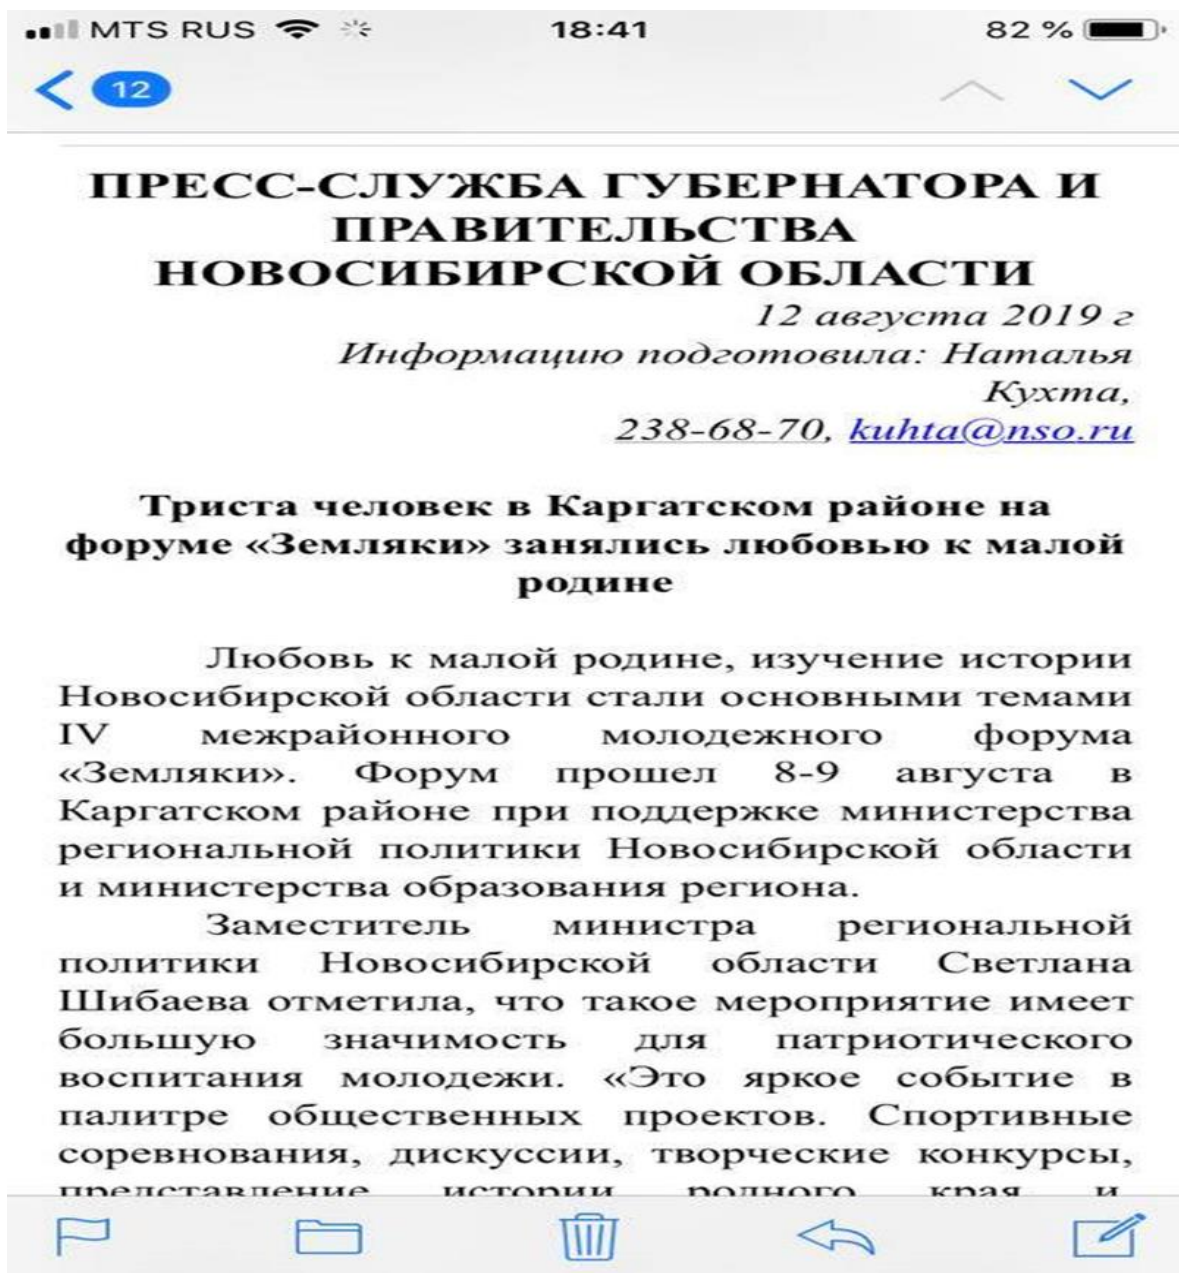 MTS RUS 18:41 82 %
12
ПРЕСС-СЛУЖБА ГУБЕРНАТОРА И
ПРАВИТЕЛЬСТВА
НОВОСИБИРСКОЙ ОБЛАСТИ
12 августа 2019 г
Информацию подготовила: Наталья
Кухта,
238-68-70, kuhta@nso.ru
Триста человек в Каргатском районе на
форуме «Земляки» занялись любовью к малой
родине
Любовь к малой родине, изучение истории
Новосибирской области стали основными темами
IV межрайонного молодежного форума
«Земляки». Форум прошел 8-9 августа в
Каргатском районе при поддержке министерства
региональной политики Новосибирской области
и министерства образования региона.
Заместитель министра региональной
политики Новосибирской области Светлана
Шибаева отметила, что такое мероприятие имеет
большую значимость для патриотического
воспитания молодежи. «Это яркое событие в
палитре общественных проектов. Спортивные
соревнования, дискуссии, творческие конкурсы,
представление истории родного края и